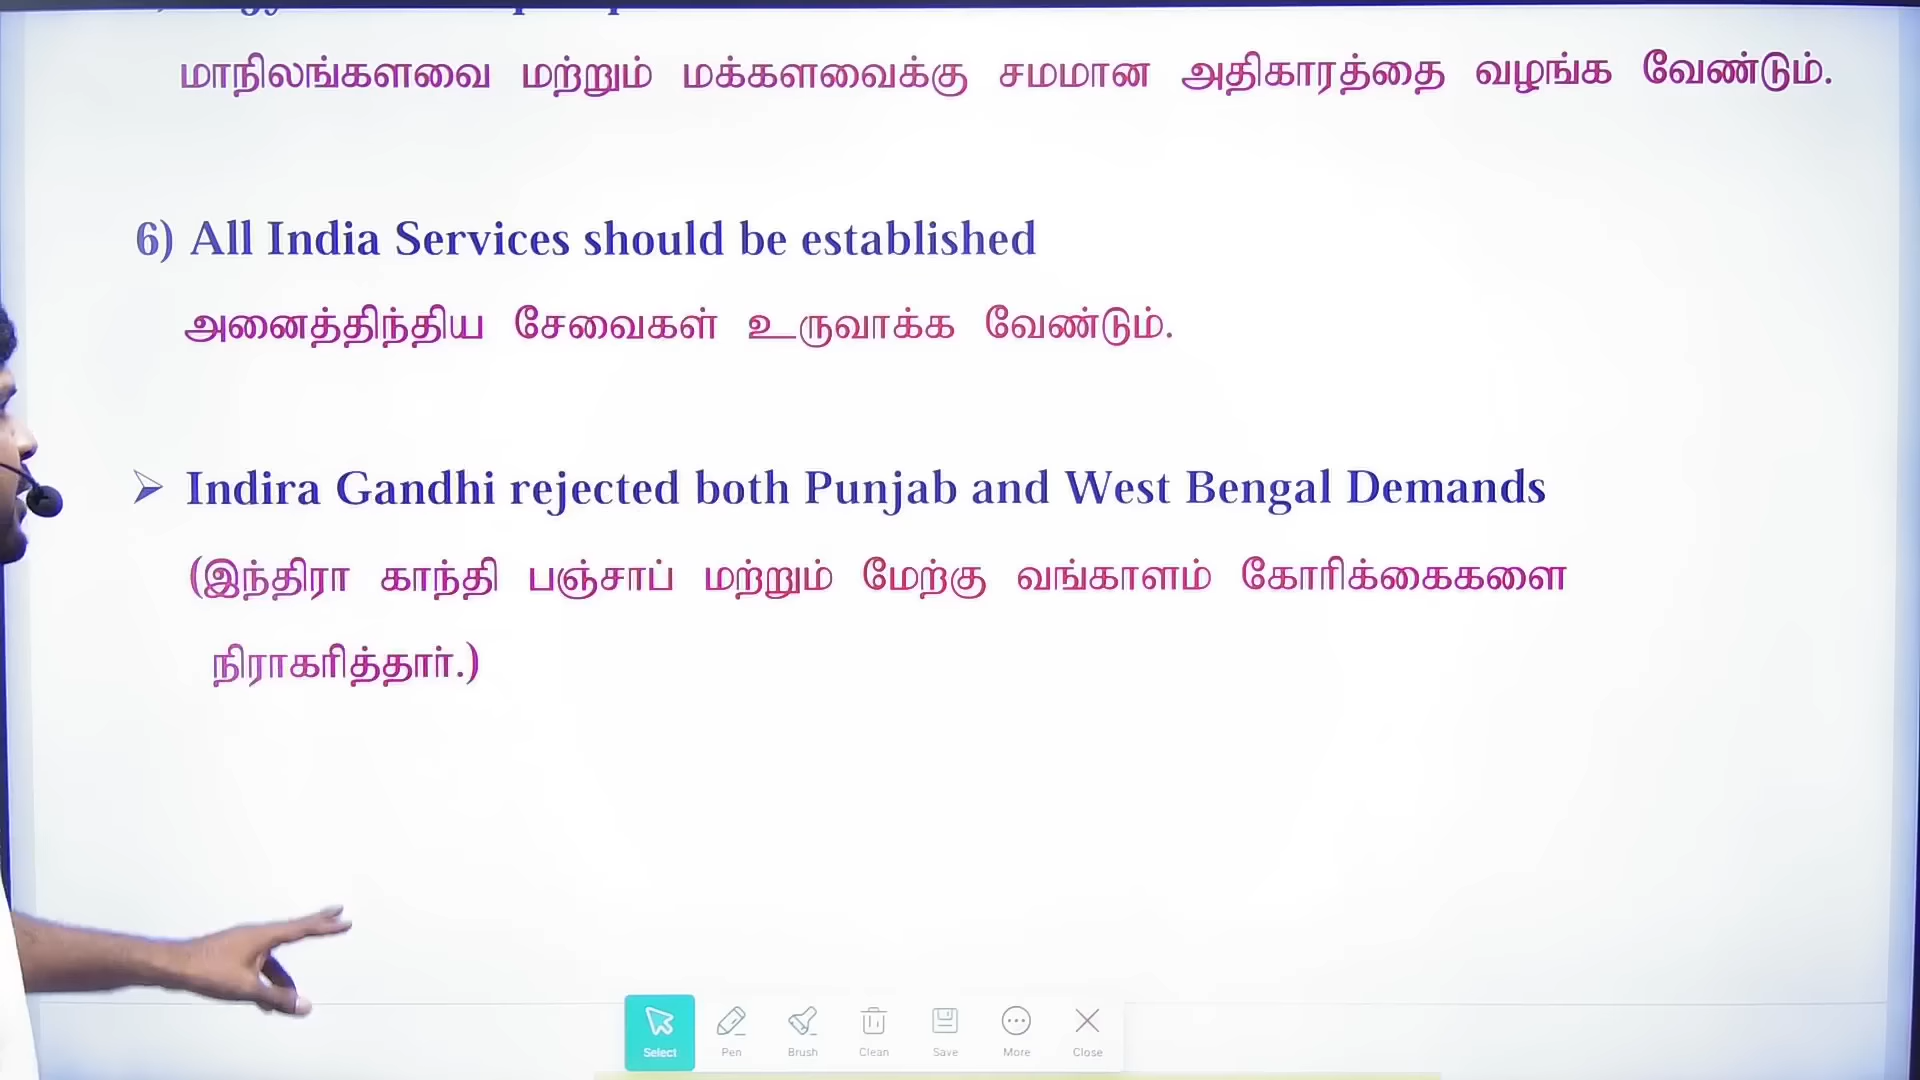 மாநிலங்களவை மற்றும் மக்களவைக்கு சமமான அதிகாரத்தை வழங்க வேண்டும்.
6) All India Services should be established
அனைத்திந்திய சேவைகள் உருவாக்க வேண்டும்.
➢ Indira Gandhi rejected both Punjab and West Bengal Demands
(இந்திரா காந்தி பஞ்சாப் மற்றும் மேற்கு வங்காளம் கோரிக்கைகளை
நிராகரித்தார்.)
Select Pen Brush Clean Save More Close